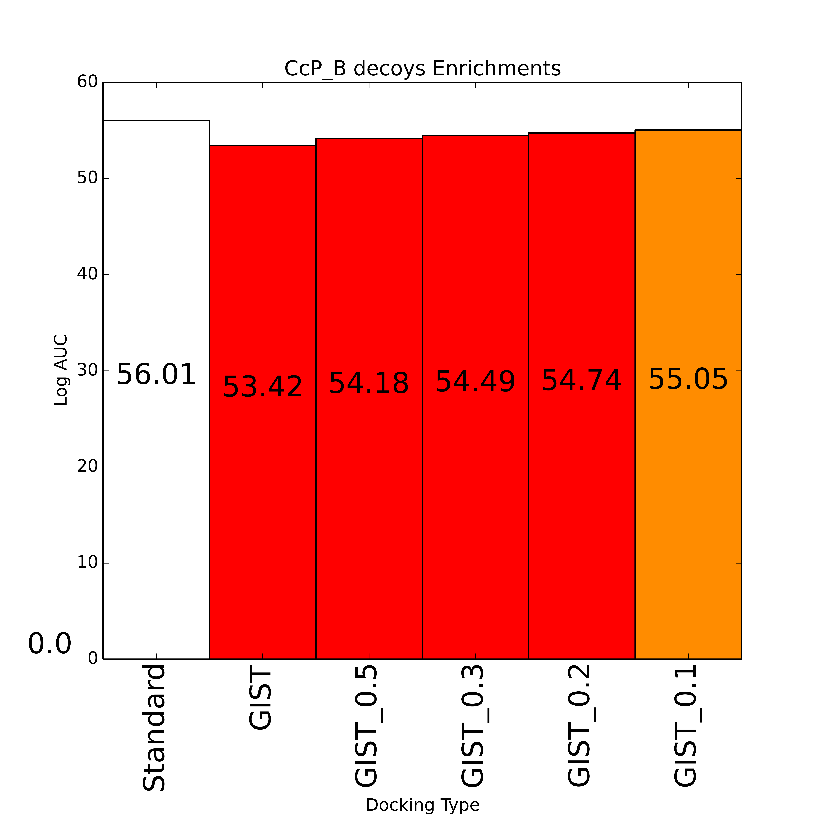 CcP_B decoys Enrichments
60
50
40
30
20
10
0
0.0
Log AUC
56.01
53.42
54.18
54.49
54.74
55.05
Standard
GIST
GIST_0.5
GIST_0.3
GIST_0.2
GIST_0.1
Docking Type